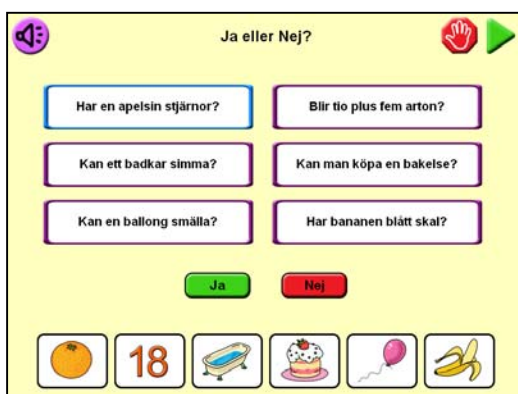 Ja eller Nej?
Har en apelsin stjärnor?
Blir tio plus fem arton?
Kan ett badkar simma?
Kan man köpa en bakelse?
Kan en ballong smälla?
Har bananen blått skal?
Ja
Nej
18